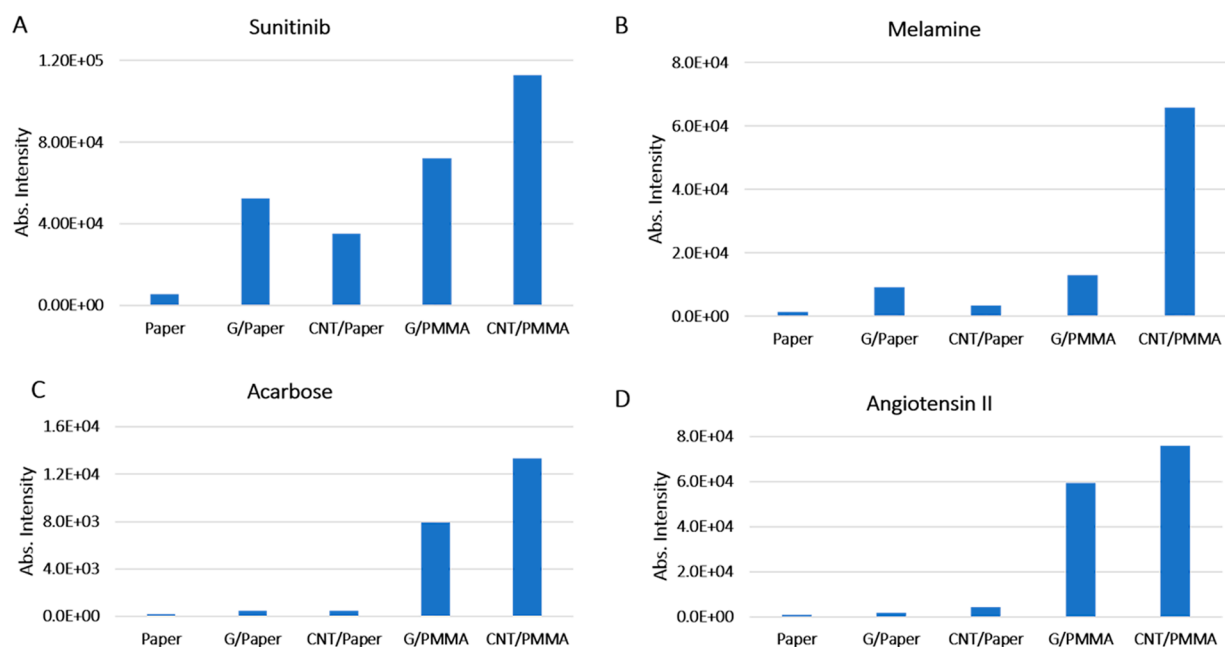 A
Sunitinib
Abs. Intensity
1.20E+05
8.00E+04
4.00E+04
0.00E+00
Paper G/Paper CNT/Paper G/PMMA CNT/PMMA
B
Melamine
Abs. Intensity
8.0E+04
6.0E+04
4.0E+04
2.0E+04
0.0E+00
Paper G/Paper CNT/Paper G/PMMA CNT/PMMA
C
Acarbose
Abs. Intensity
1.6E+04
1.2E+04
8.0E+03
4.0E+03
0.0E+00
Paper G/Paper CNT/Paper G/PMMA CNT/PMMA
D
Angiotensin II
Abs. Intensity
8.0E+04
6.0E+04
4.0E+04
2.0E+04
0.0E+00
Paper G/Paper CNT/Paper G/PMMA CNT/PMMA